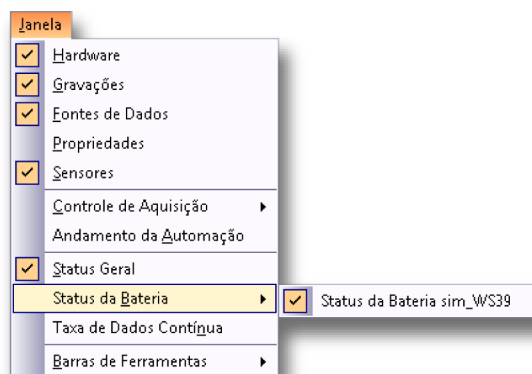 Janela
Hardware
Gravações
Fontes de Dados
Propriedades
Sensores
Controle de Aquisição
Andamento da Automação
Status Geral
Status da Bateria
Status da Bateria sim_WS39
Taxa de Dados Contínua
Barras de Ferramentas